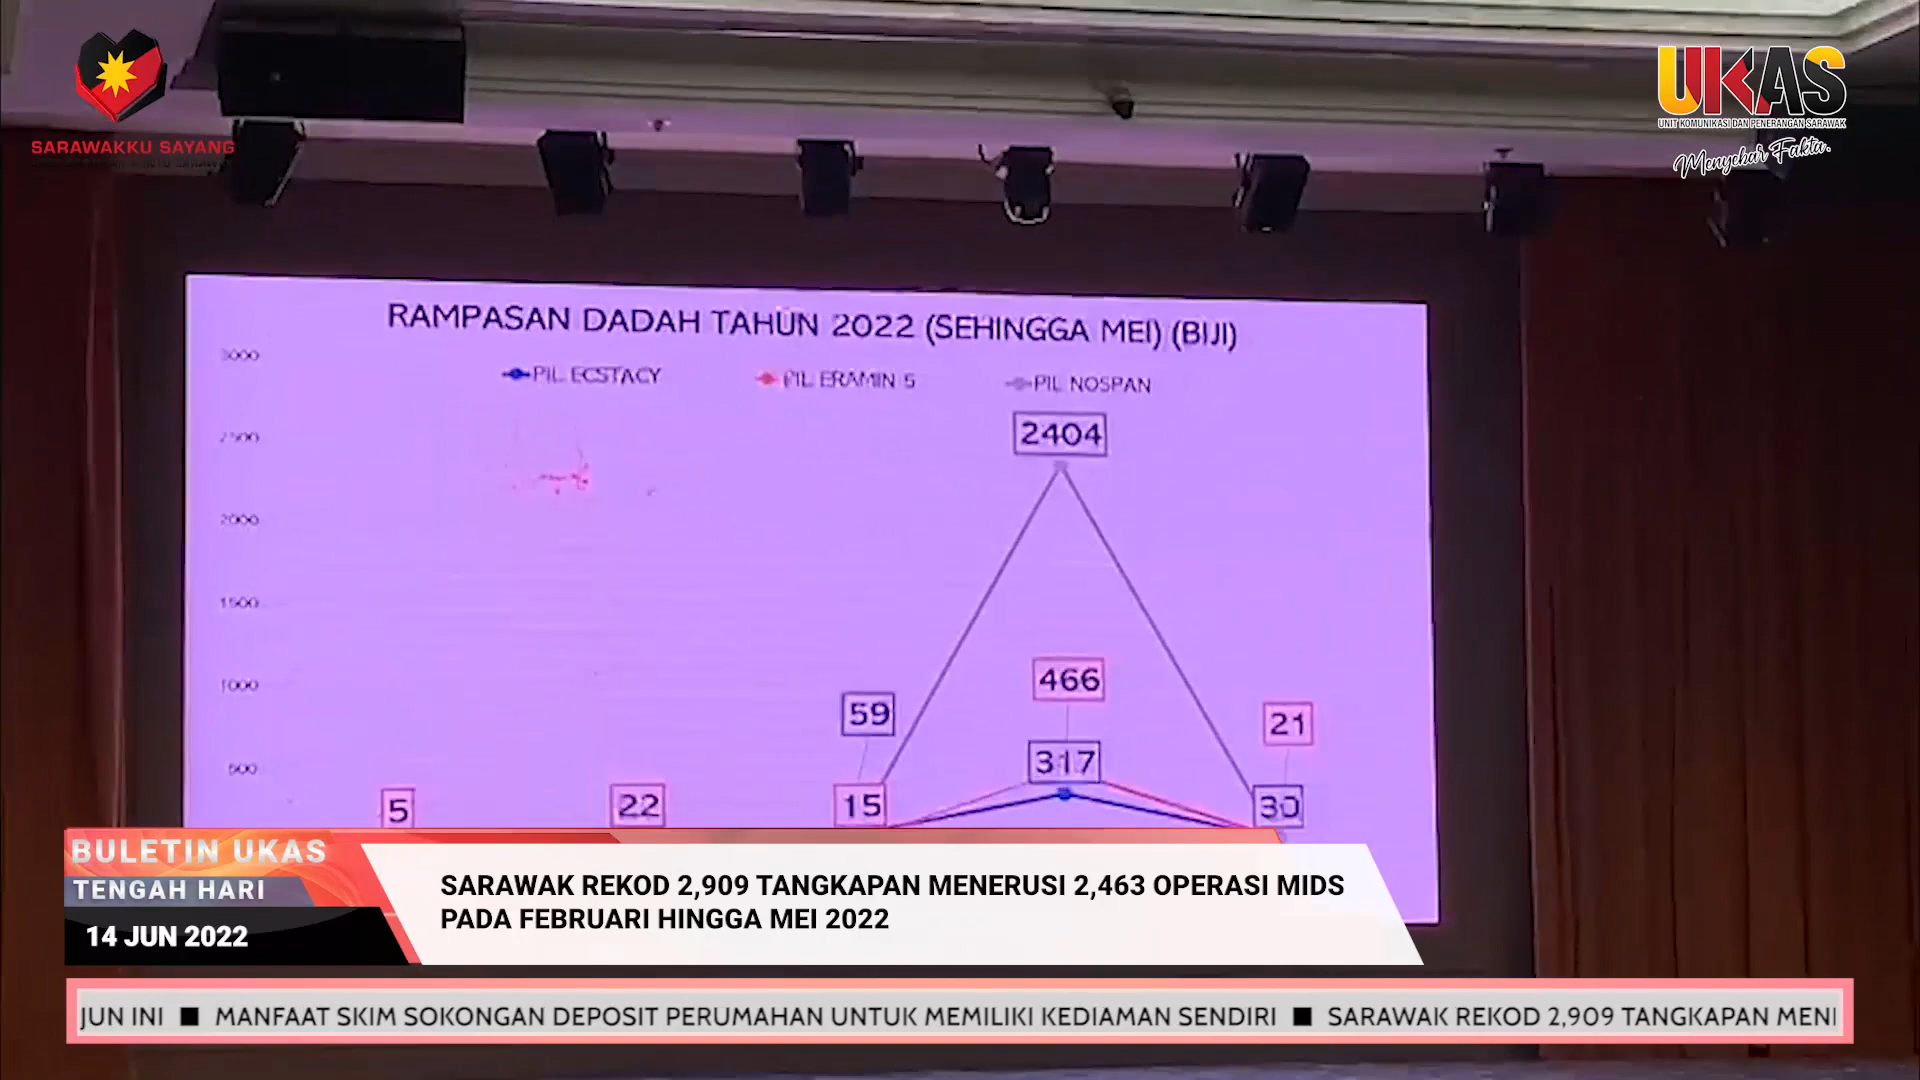 SARAWAKKU SAYANG
UKAS
UNIT KOMUNIKASI DAN PENERANGAN SARAWAK
Menyebar Fakta.
RAMPASAN DADAH TAHUN 2022 (SEHINGGA MEI) (BIJI)
PIL ECSTACY
PIL ERAMIN 5
PIL NOSPAN
3000
2500
2000
1500
1000
500
2404
466
59
21
317
5
22
15
30
BULETIN UKAS
TENGAH HARI
14 JUN 2022
SARAWAK REKOD 2,909 TANGKAPAN MENERUSI 2,463 OPERASI MIDS
PADA FEBRUARI HINGGA MEI 2022
JUN INI ■ MANFAAT SKIM SOKONGAN DEPOSIT PERUMAHAN UNTUK MEMILIKI KEDIAMAN SENDIRI ■ SARAWAK REKOD 2,909 TANGKAPAN MENI